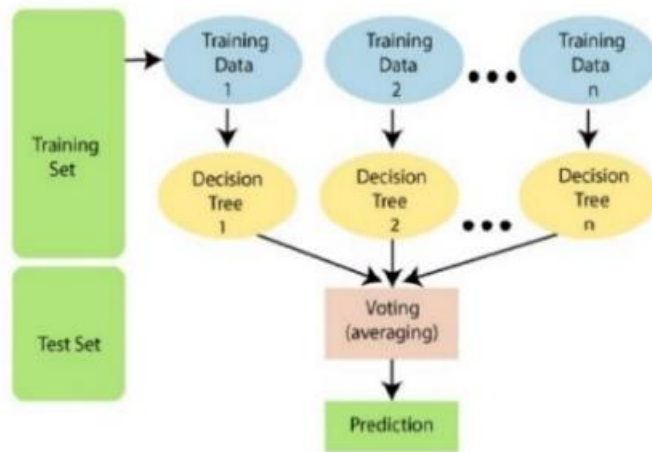 Training
Set
Training
Data
1
Training
Data
2
Training
Data
n
Decision
Tree
1
Decision
Tree
2
Decision
Tree
n
Test Set
Voting
(averaging)
Prediction